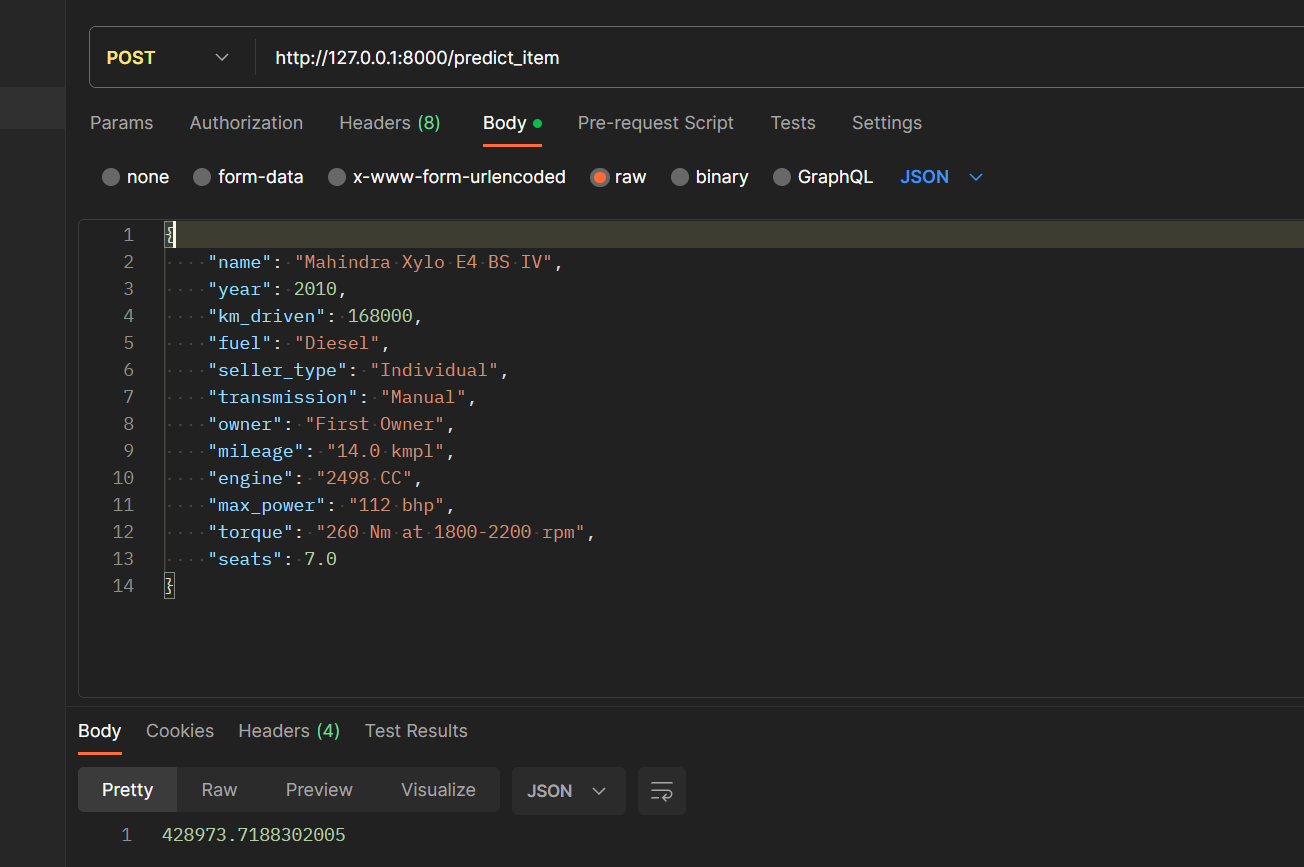 POST http://127.0.0.1:8000/predict_item
Params Authorization Headers (8) Body Pre-request Script Tests Settings
none form-data x-www-form-urlencoded raw binary GraphQL JSON
1 {
2 "name": "Mahindra Xylo E4 BS IV",
3 "year": 2010,
4 "km_driven": 168000,
5 "fuel": "Diesel",
6 "seller_type": "Individual",
7 "transmission": "Manual",
8 "owner": "First Owner",
9 "mileage": "14.0 kmpl",
10 "engine": "2498 CC",
11 "max_power": "112 bhp",
12 "torque": "260 Nm at 1800-2200 rpm",
13 "seats": 7.0
14 }
Body Cookies Headers (4) Test Results
Pretty Raw Preview Visualize JSON
1 428973.7188302005